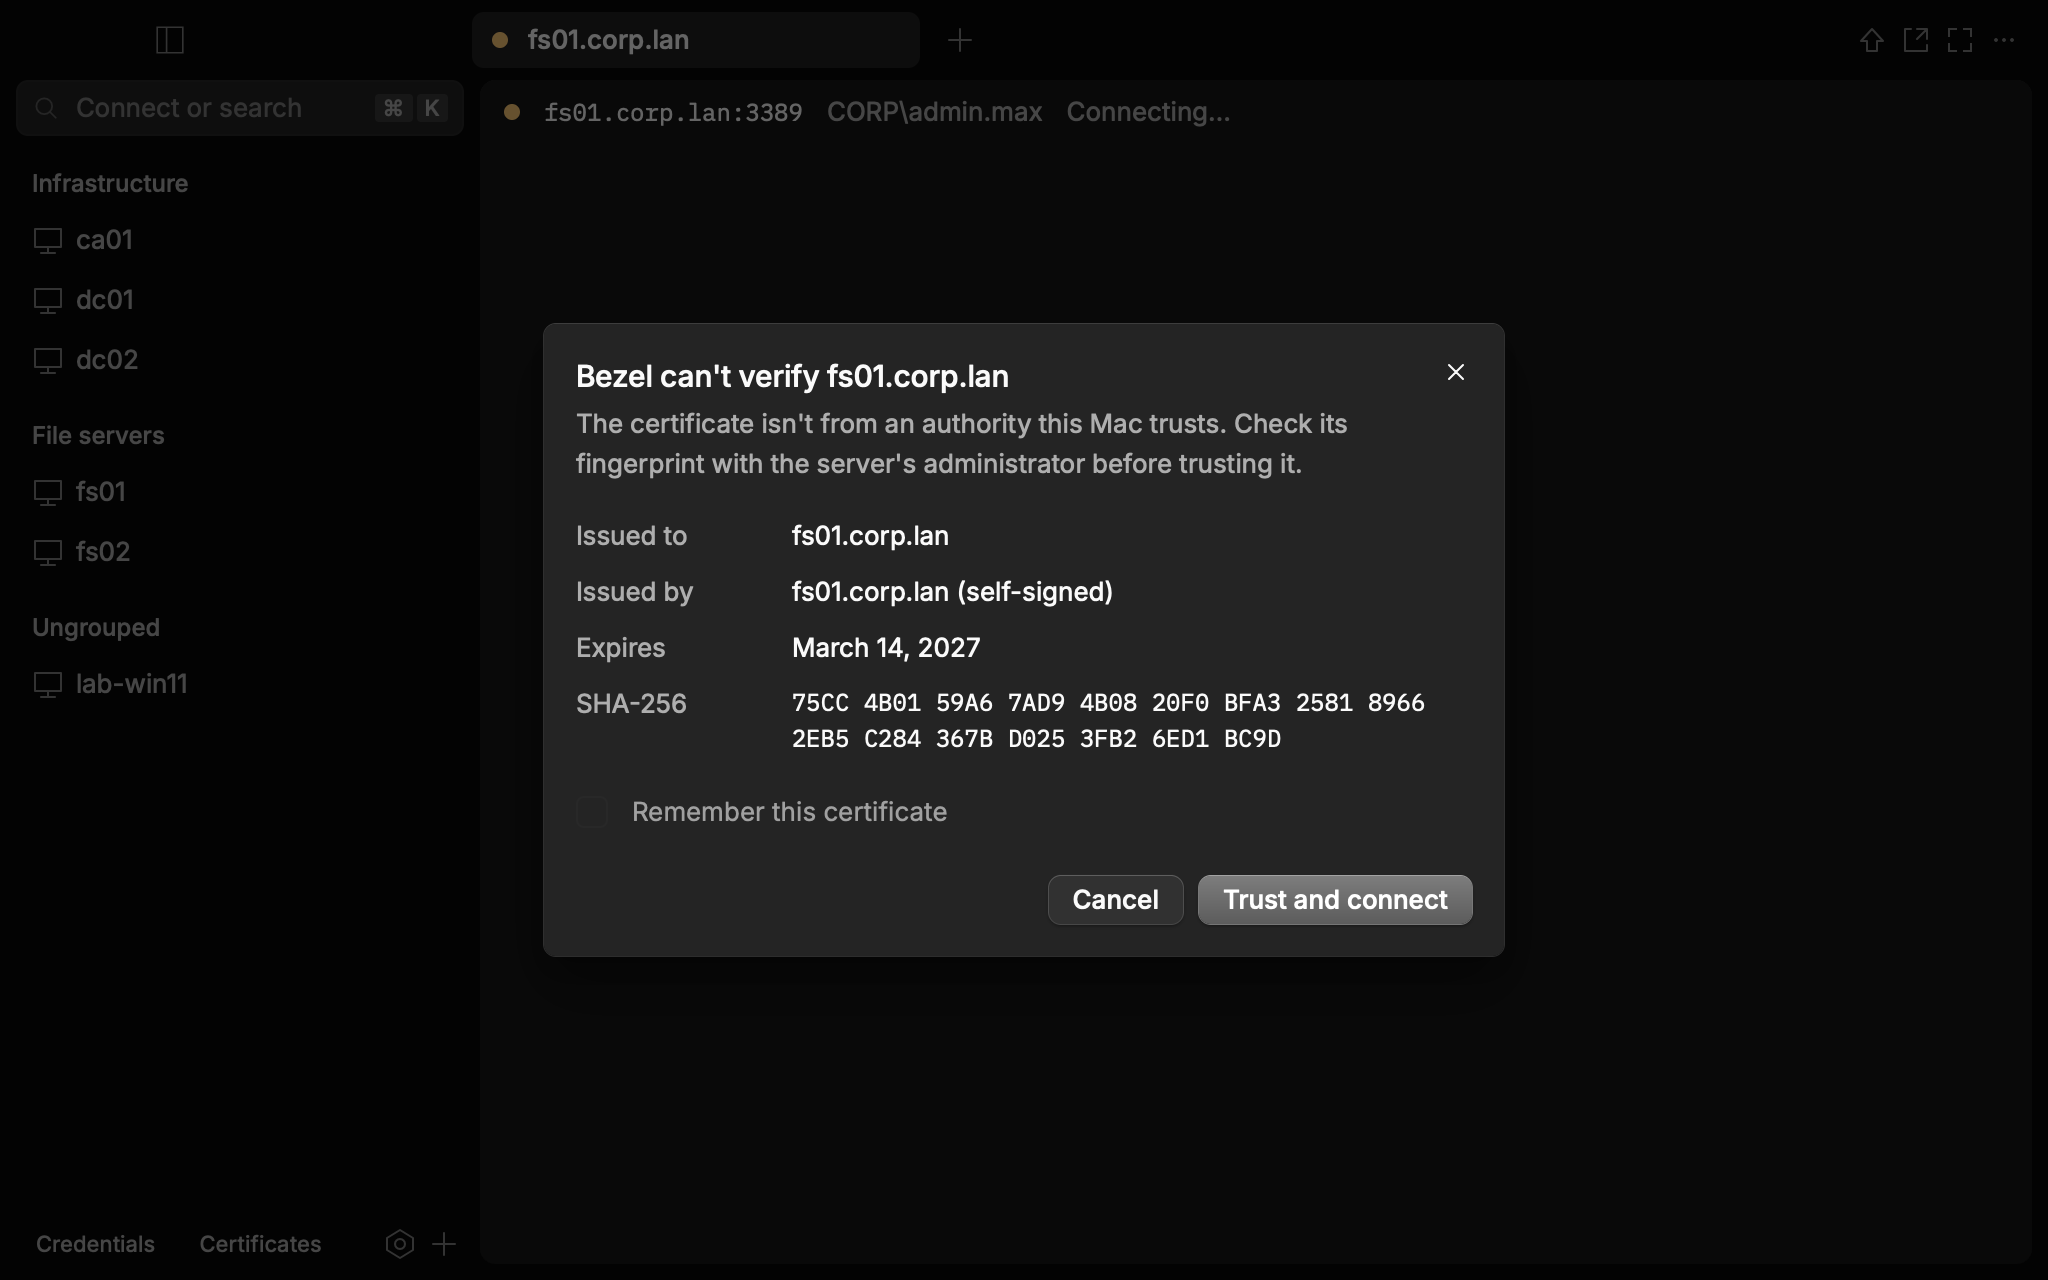 fs01.corp.lan
Connect or search ⌘ K
Infrastructure
ca01
dc01
dc02
File servers
fs01
fs02
Ungrouped
lab-win11
Credentials Certificates
fs01.corp.lan:3389 CORP\admin.max Connecting...
Bezel can't verify fs01.corp.lan
The certificate isn't from an authority this Mac trusts. Check its
fingerprint with the server's administrator before trusting it.
Issued to fs01.corp.lan
Issued by fs01.corp.lan (self-signed)
Expires March 14, 2027
SHA-256 75CC 4B01 59A6 7AD9 4B08 20F0 BFA3 2581 8966
2EB5 C284 367B D025 3FB2 6ED1 BC9D
Remember this certificate
Cancel Trust and connect